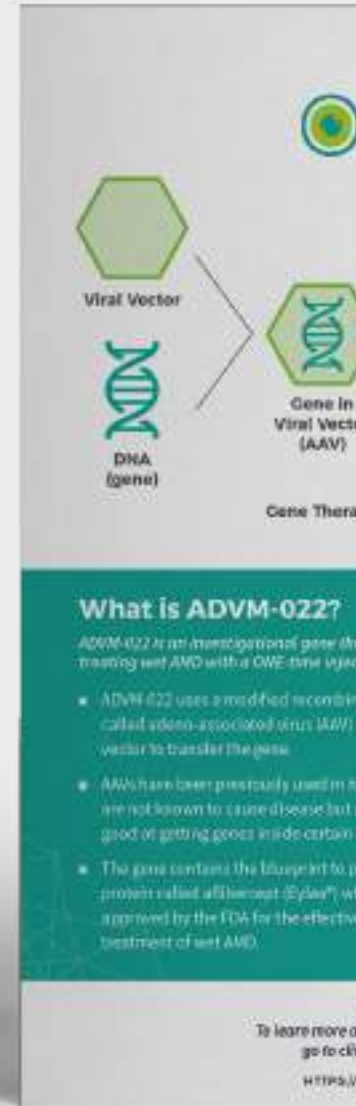 Viral Vector
DNA
(gene)
Gene in
Viral Vecto
(AAV)
Gene Thera
What is ADVM-022?
ADVM-022 is an investigational gene the
treating wet AMD with a ONE-time injec
ADVM-022 uses a modified recombin
called adeno-associated virus (AAV)
vector to transfer the gene.
AAVs have been previously used in
are not known to cause disease but
good at getting genes inside certain
The gene contains the blueprint to p
protein called aflibercept (Eylea®) w
approved by the FDA for the effectiv
treatment of wet AMD.
To learn more
go to cli
HTTPS:/